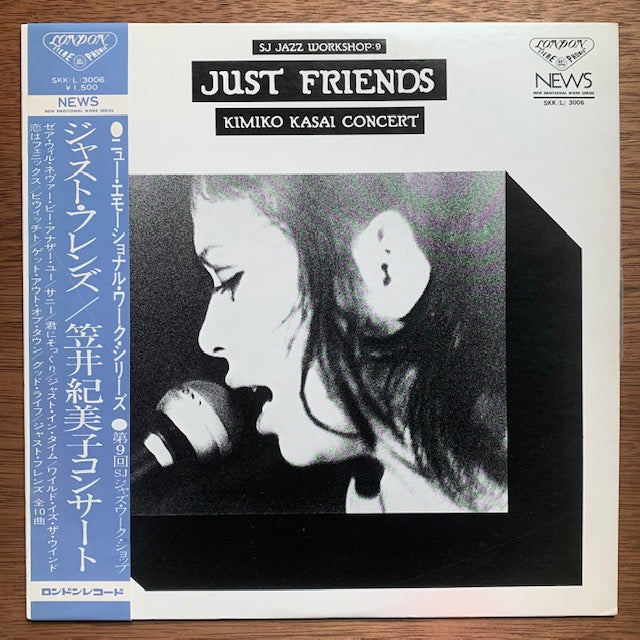 LONDON
SKK(L) 3006
¥1,500
NEWS
NEW EMOTIONAL WORK SERIES
●ニュー・エモーショナル・ワーク・シリーズ ●第9回SJジャズ・ワーク・ショップ
ジャスト・フレンズ/笠井紀美子コンサート
ゼア・ウィル・ネヴァー・ビー・アナザー・ユー/サニー/君にそっくり/ジャスト・イン・タイム/ワイルド・イズ・ザ・ウインド
恋はフェニックス/ビウィッチト/ゲット・アウト・オブ・タウン/グッド・ライフ/ジャスト・フレンズ 全10曲
ロンドンレコード
SJ JAZZ WORKSHOP:9
JUST FRIENDS
KIMIKO KASAI CONCERT
LONDON
NEWS
NEW EMOTIONAL WORK SERIES
SKK(L) 3006